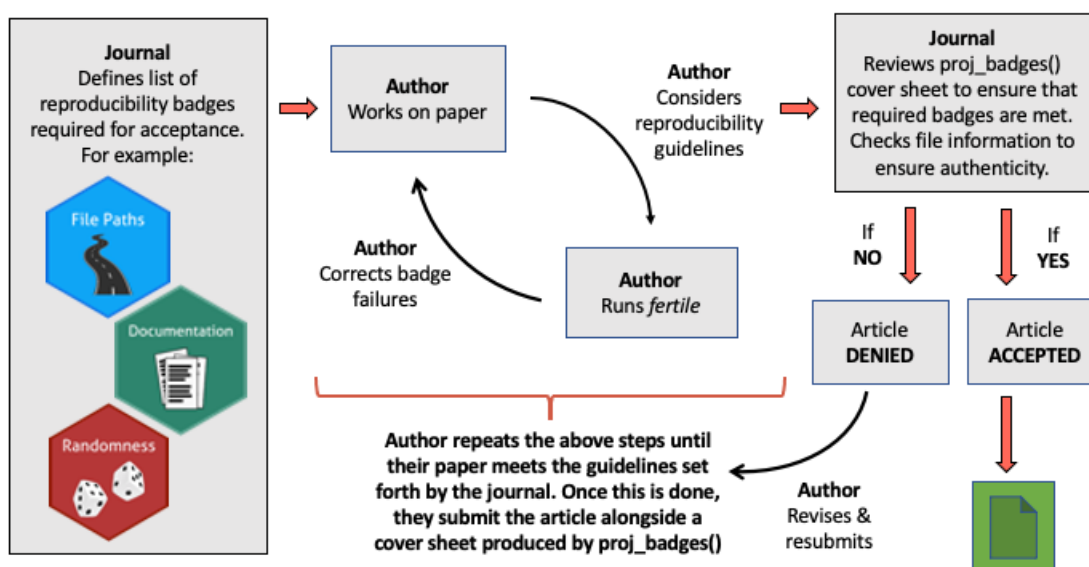 Journal
Defines list of
reproducibility badges
required for acceptance.
For example:
File Paths
Documentation
Randomness
Author
Works on paper
Author
Considers
reproducibility
guidelines
Author
Corrects badge
failures
Author
Runs fertile
Author repeats the above steps until
their paper meets the guidelines set
forth by the journal. Once this is done,
they submit the article alongside a
cover sheet produced by proj_badges()
Journal
Reviews proj_badges()
cover sheet to ensure that
required badges are met.
Checks file information to
ensure authenticity.
If
NO
If
YES
Article
DENIED
Article
ACCEPTED
Author
Revises &
resubmits